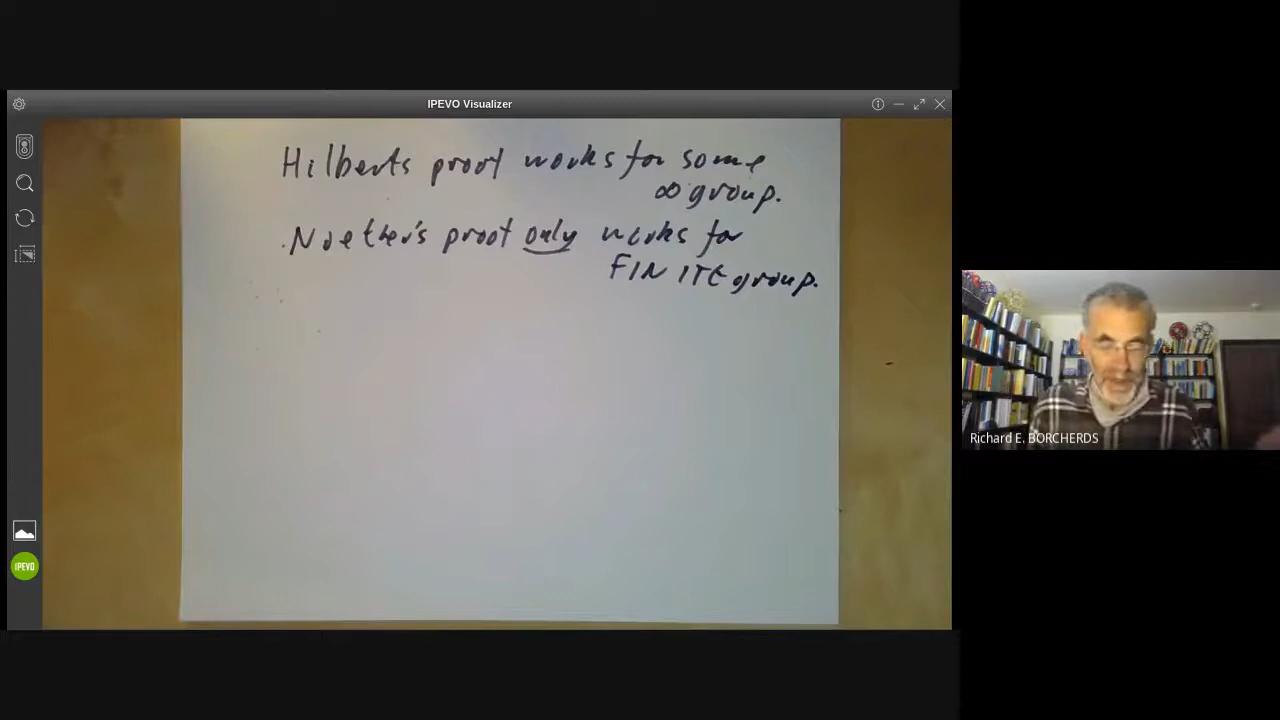 IPEVO Visualizer
Hilberts proof works for some
∞ group.
Noether's proof only works for
FINITE group.
Richard E. BORCHERDS
IPEVO